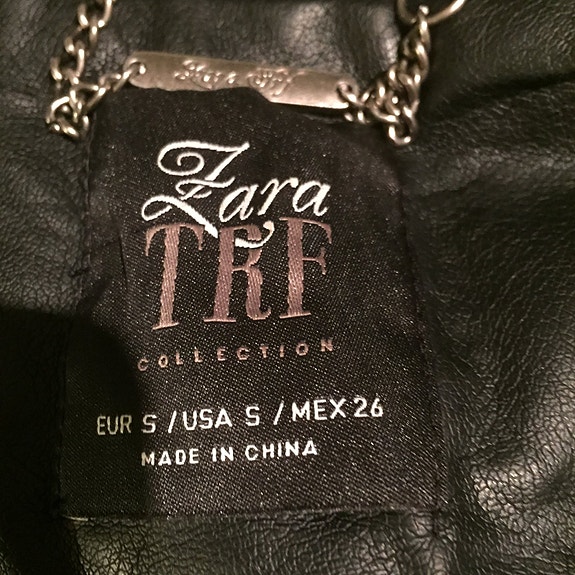 Zara
TRF
COLLECTION
EUR S / USA S / MEX 26
MADE IN CHINA